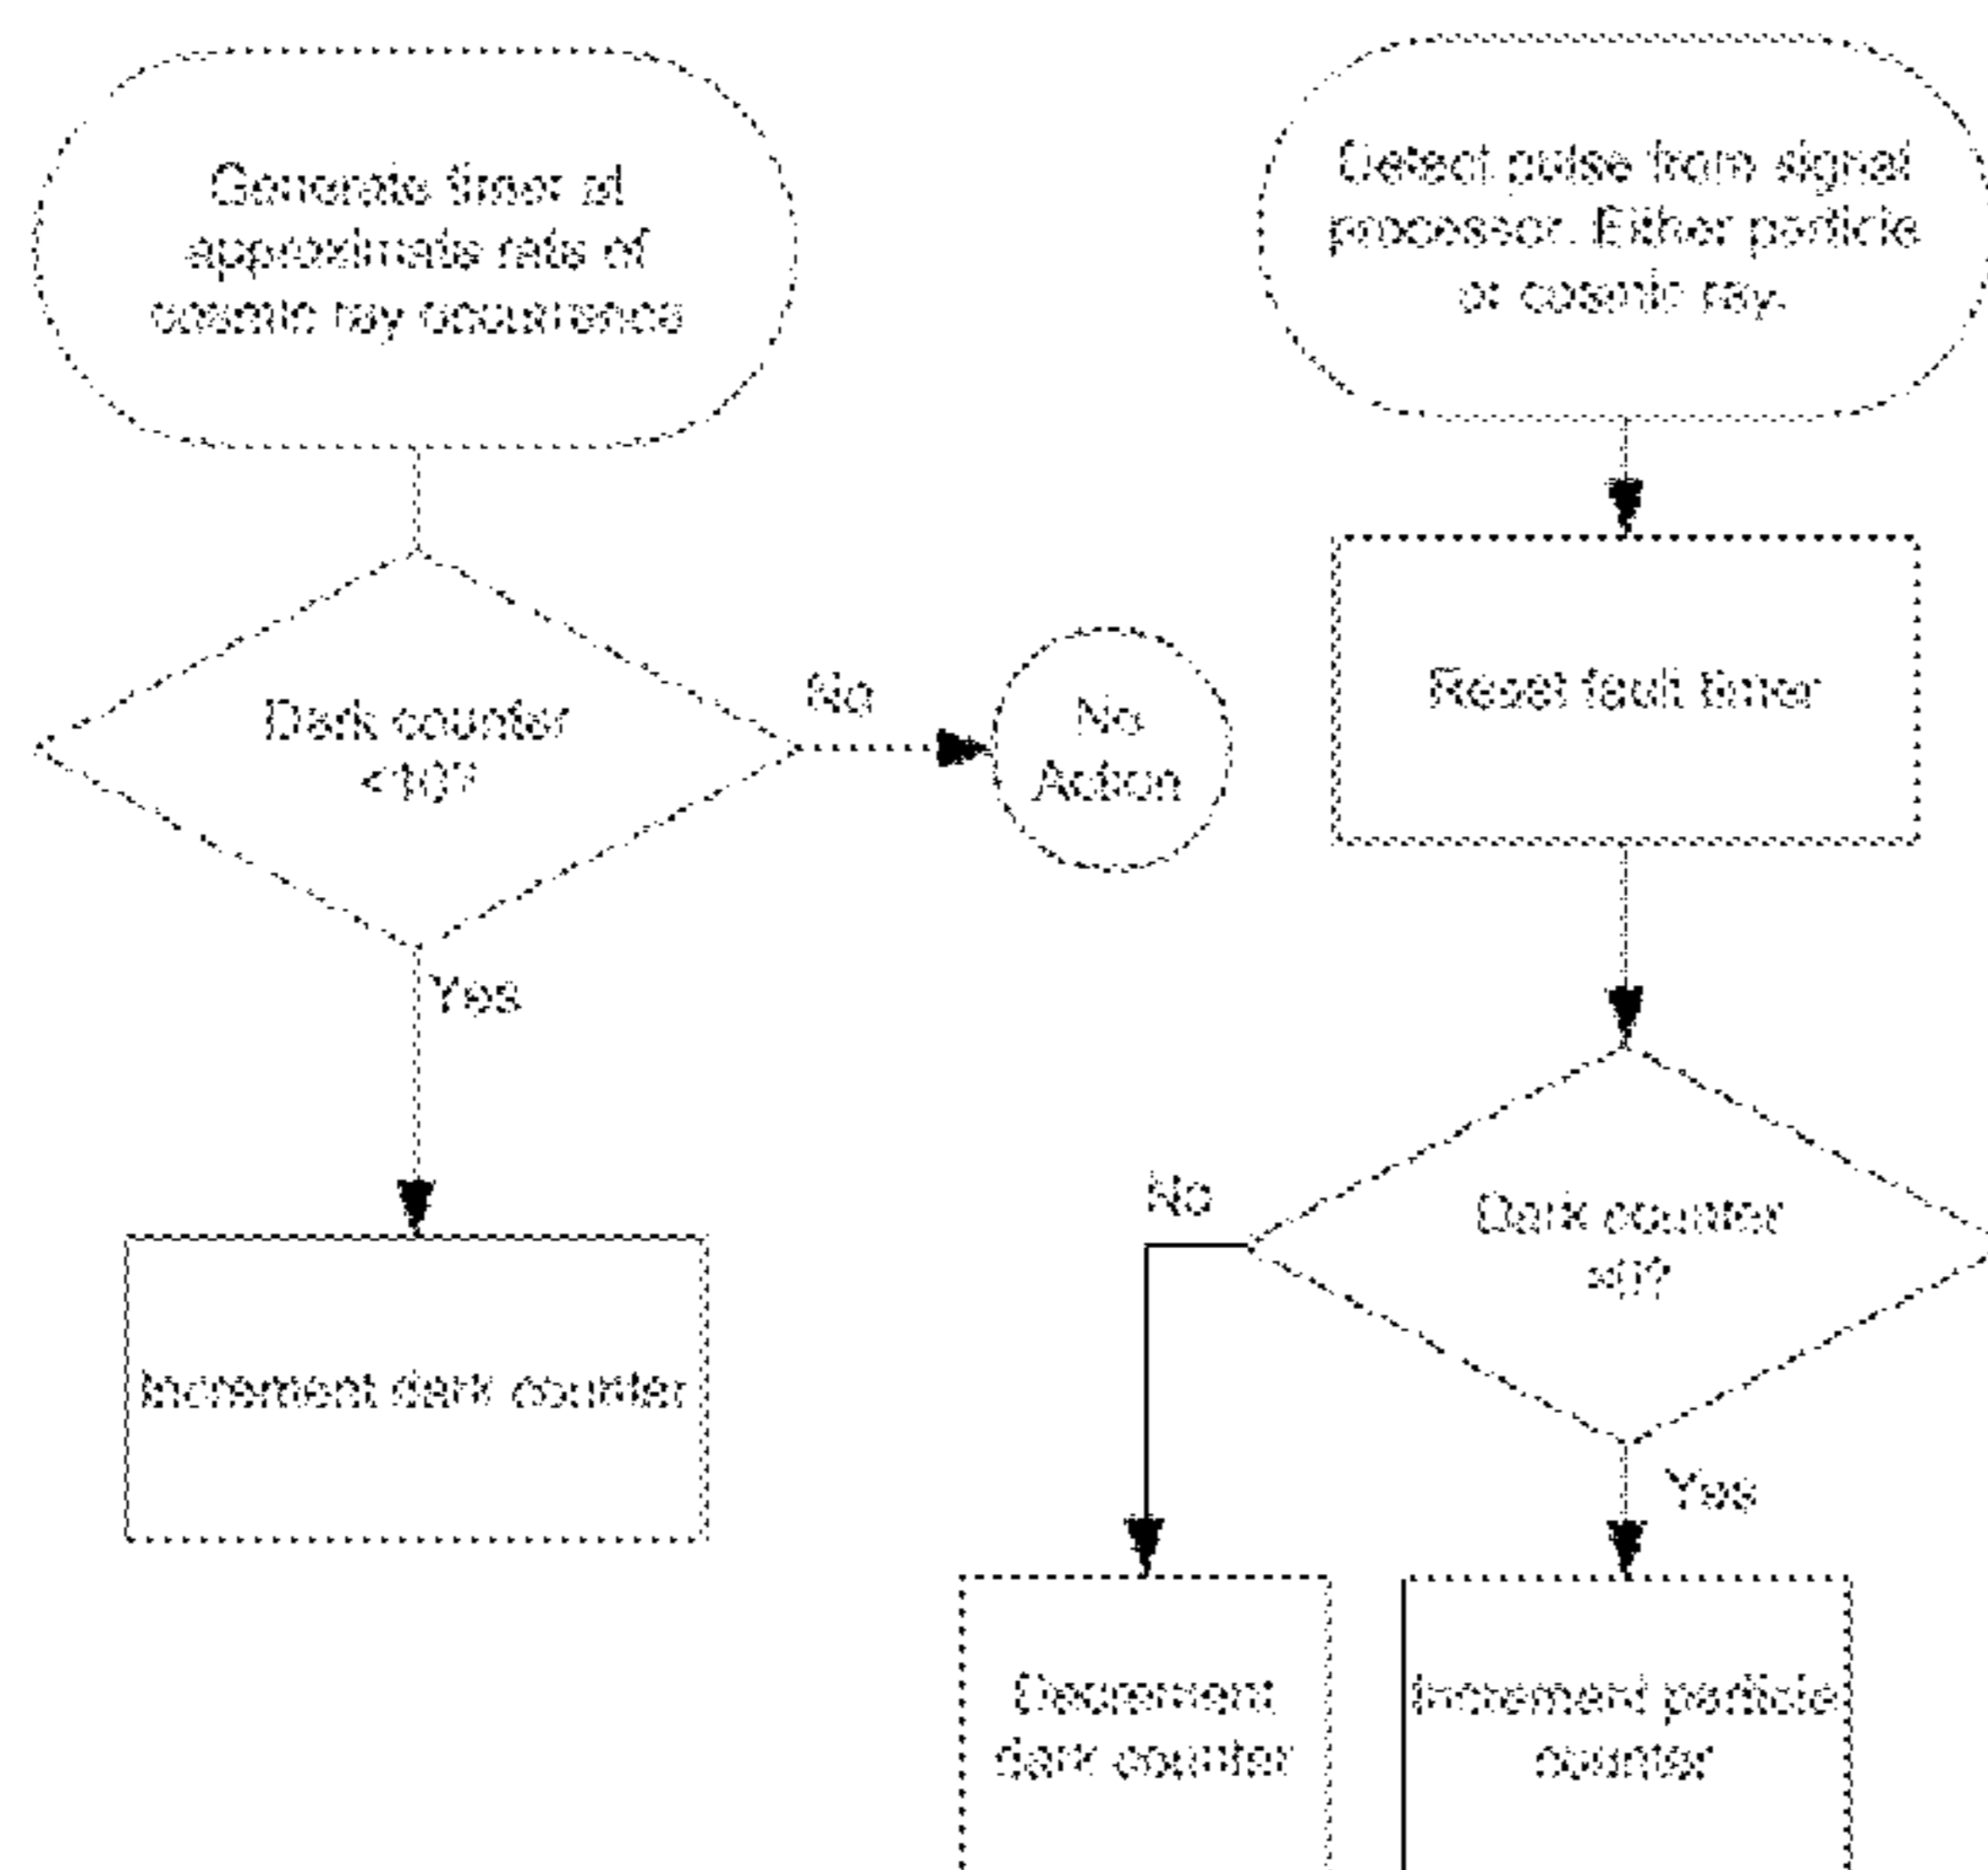 Generate timer at
approximate rate of
cosmic ray occurrence
Dark counter
<10?
No
No
Action
Yes
Increment dark counter
Detect pulse from signal
processor. Either particle
or cosmic ray.
Reset fault timer
Dark counter
=0?
No
Yes
Decrement
dark counter
Increment particle
counter